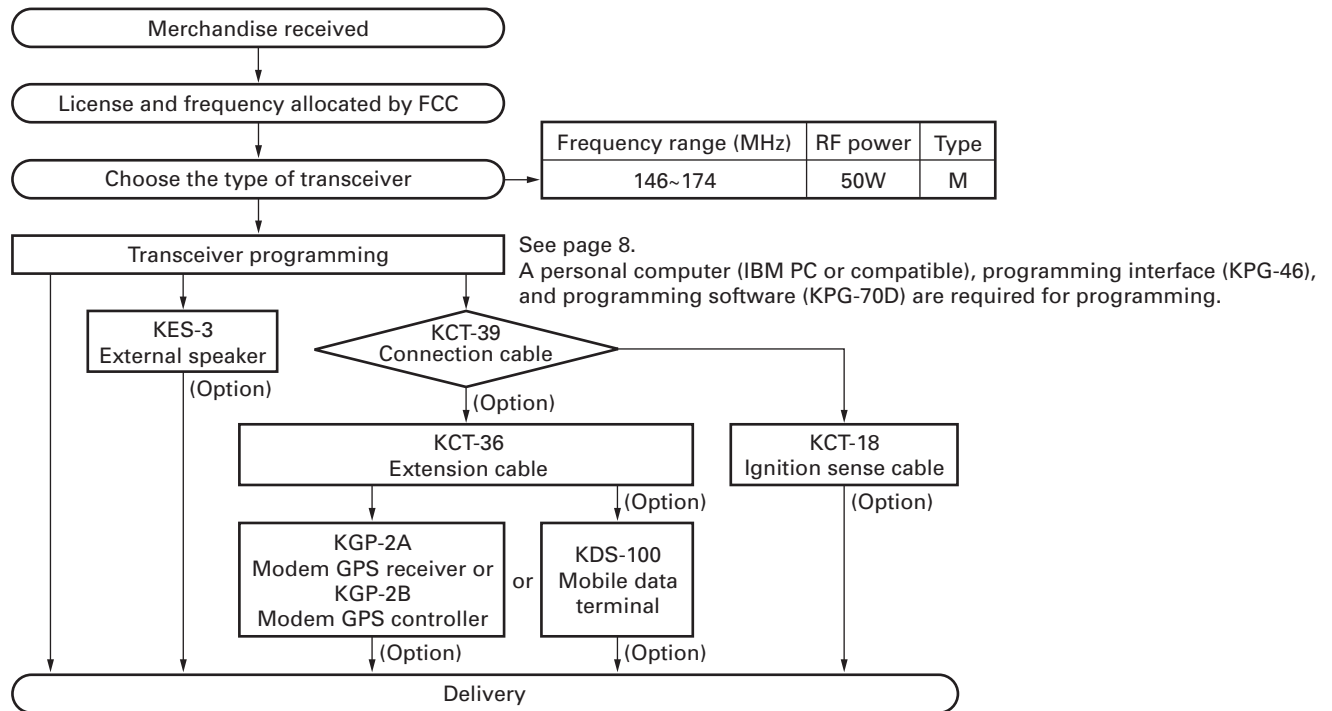 Merchandise received
License and frequency allocated by FCC
Choose the type of transceiver
Frequency range (MHz) RF power Type
146~174 50W M
Transceiver programming
See page 8.
A personal computer (IBM PC or compatible), programming interface (KPG-46),
and programming software (KPG-70D) are required for programming.
KES-3
External speaker
(Option)
KCT-39
Connection cable
(Option)
KCT-36
Extension cable
(Option)
KCT-18
Ignition sense cable
(Option)
KGP-2A
Modem GPS receiver or
KGP-2B
Modem GPS controller
(Option)
or
KDS-100
Mobile data
terminal
(Option)
Delivery